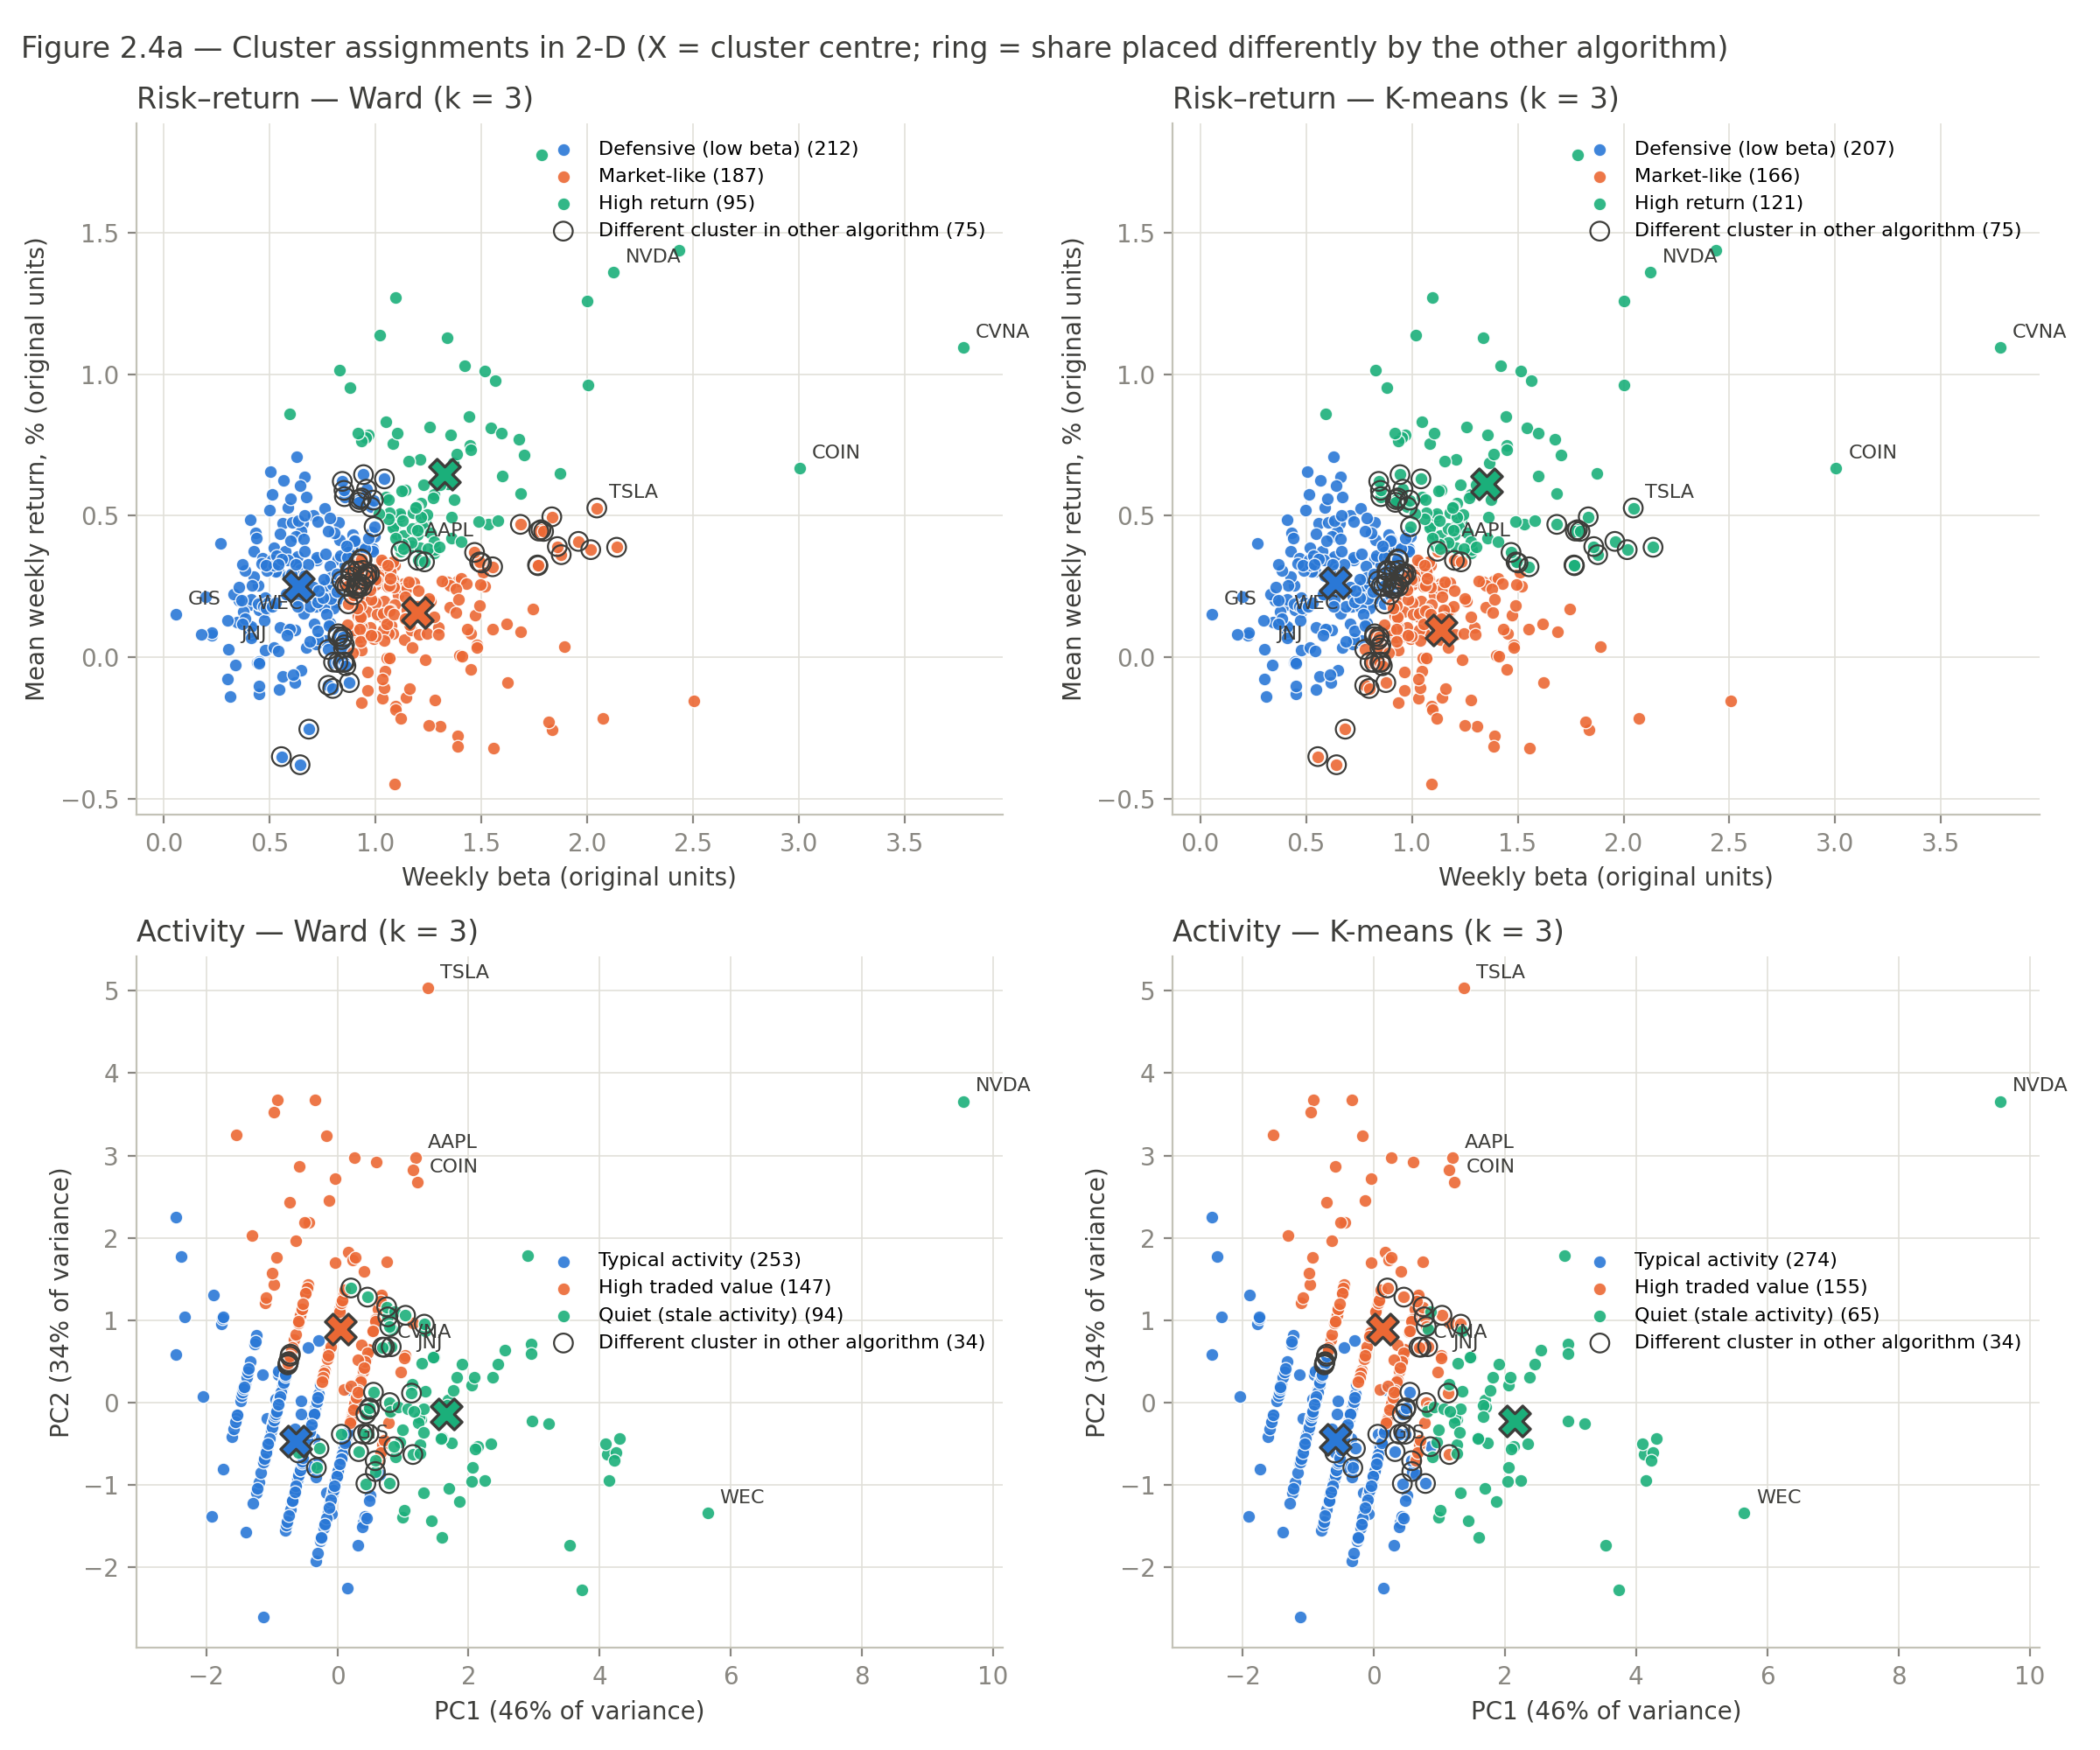 Figure 2.4a — Cluster assignments in 2-D (X = cluster centre; ring = share placed differently by the other algorithm)
Risk–return — Ward (k = 3)
Defensive (low beta) (212)
Market-like (187)
High return (95)
Different cluster in other algorithm (75)
NVDA
CVNA
COIN
TSLA
AAPL
GIS
WEC
JNJ
Mean weekly return, % (original units)
1.5
1.0
0.5
0.0
−0.5
0.0 0.5 1.0 1.5 2.0 2.5 3.0 3.5
Weekly beta (original units)
Risk–return — K-means (k = 3)
Defensive (low beta) (207)
Market-like (166)
High return (121)
Different cluster in other algorithm (75)
NVDA
CVNA
COIN
TSLA
AAPL
GIS
WEC
JNJ
Mean weekly return, % (original units)
1.5
1.0
0.5
0.0
−0.5
0.0 0.5 1.0 1.5 2.0 2.5 3.0 3.5
Weekly beta (original units)
Activity — Ward (k = 3)
TSLA
NVDA
AAPL
COIN
Typical activity (253)
High traded value (147)
Quiet (stale activity) (94)
Different cluster in other algorithm (34)
CVNA
JNJ
WEC
PC2 (34% of variance)
5
4
3
2
1
0
−1
−2
−2 0 2 4 6 8 10
PC1 (46% of variance)
Activity — K-means (k = 3)
TSLA
NVDA
AAPL
COIN
Typical activity (274)
High traded value (155)
Quiet (stale activity) (65)
Different cluster in other algorithm (34)
CVNA
JNJ
WEC
PC2 (34% of variance)
5
4
3
2
1
0
−1
−2
−2 0 2 4 6 8 10
PC1 (46% of variance)